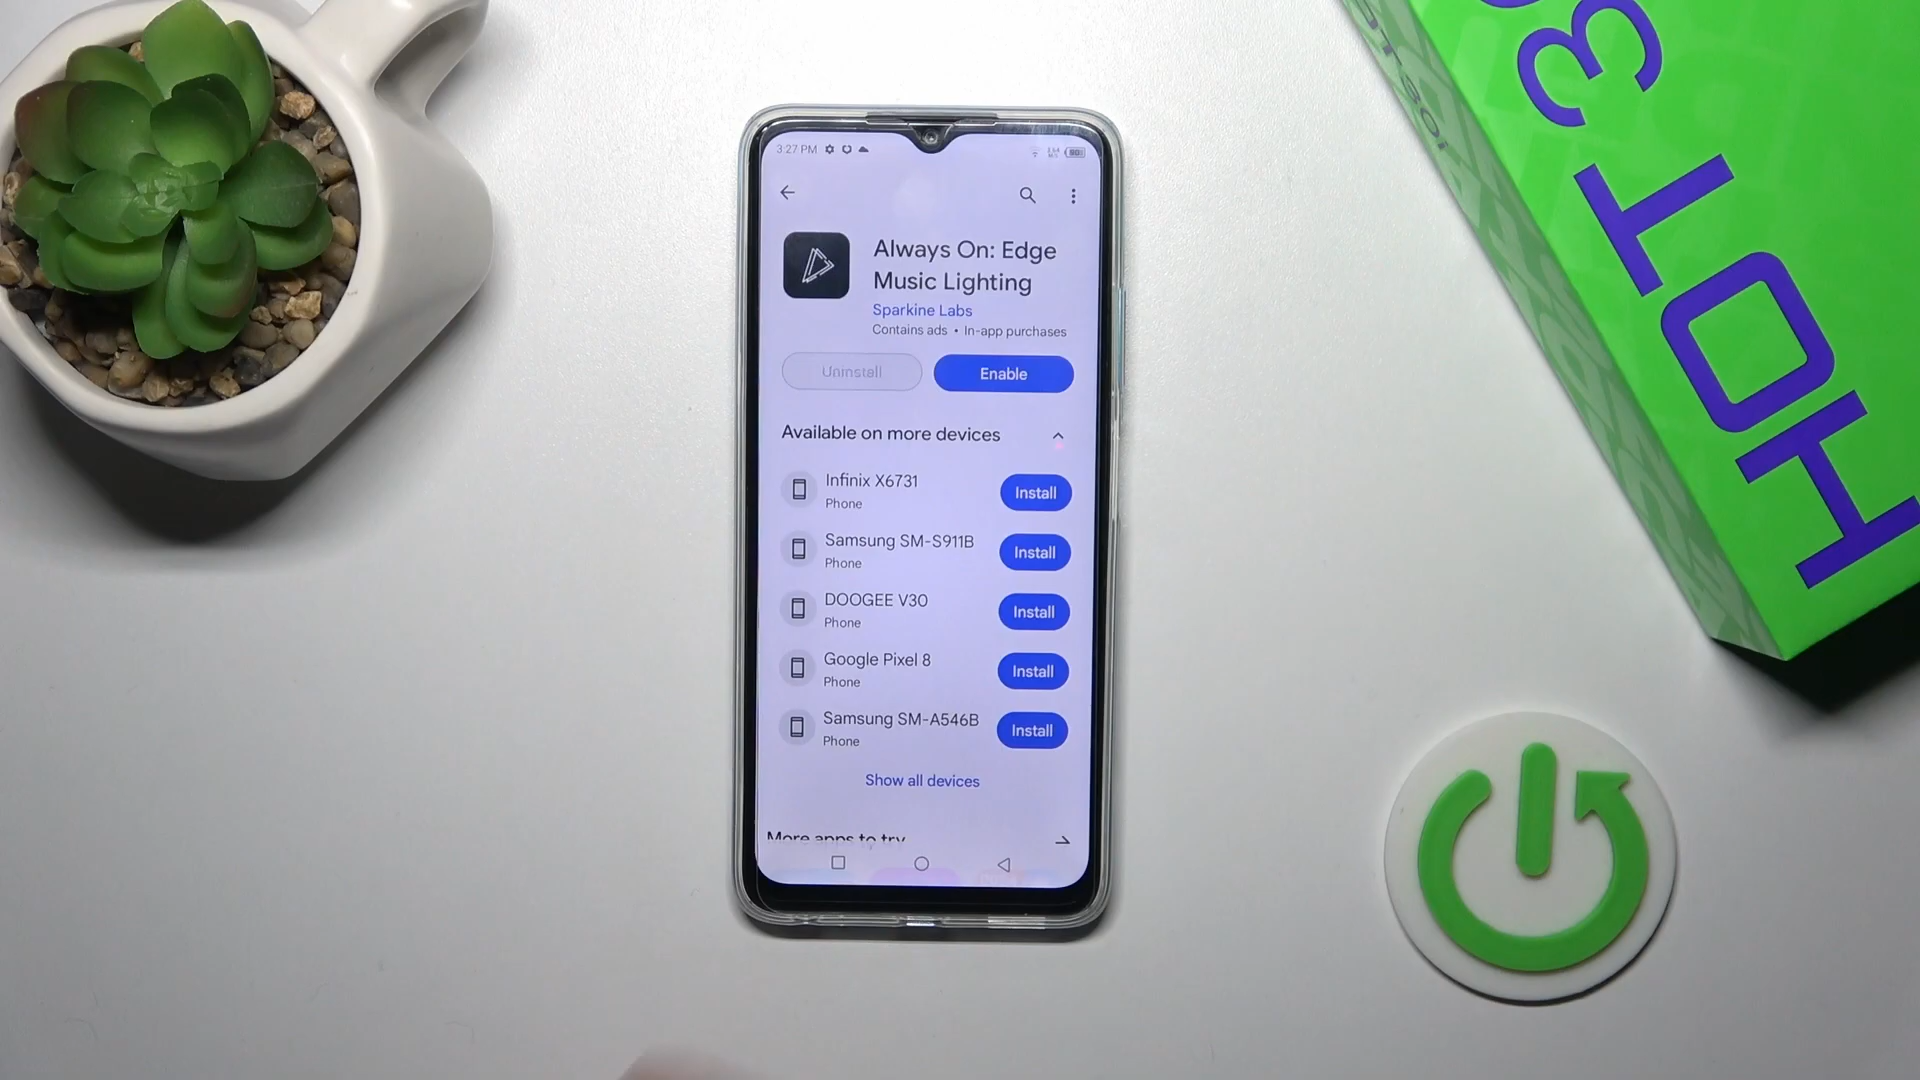 3:27 PM
Always On: Edge
Music Lighting
Sparkine Labs
Contains ads • In-app purchases
Uninstall
Enable
Available on more devices
Infinix X6731
Phone
Install
Samsung SM-S911B
Phone
Install
DOOGEE V30
Phone
Install
Google Pixel 8
Phone
Install
Samsung SM-A546B
Phone
Install
Show all devices
More apps to try
HOT 3